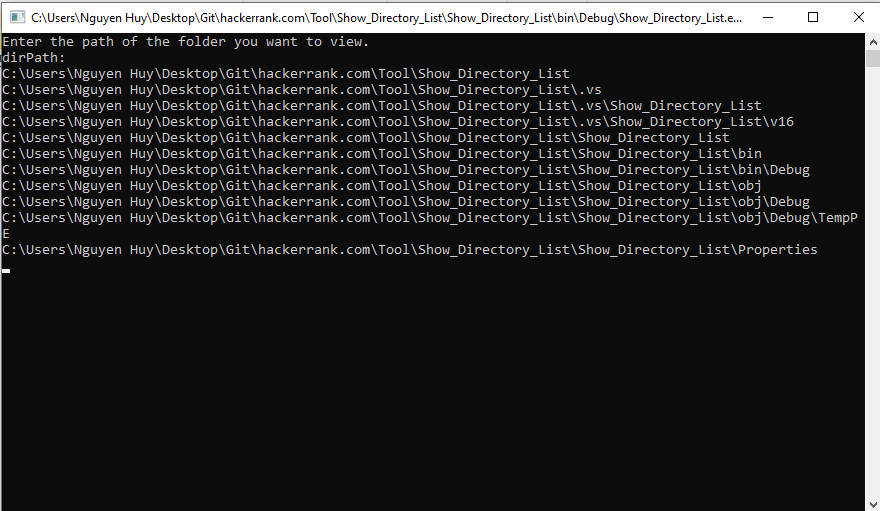 C:\Users\Nguyen Huy\Desktop\Git\hackerrank.com\Tool\Show_Directory_List\Show_Directory_List\bin\Debug\Show_Directory_List.e...
Enter the path of the folder you want to view.
dirPath:
C:\Users\Nguyen Huy\Desktop\Git\hackerrank.com\Tool\Show_Directory_List
C:\Users\Nguyen Huy\Desktop\Git\hackerrank.com\Tool\Show_Directory_List\.vs
C:\Users\Nguyen Huy\Desktop\Git\hackerrank.com\Tool\Show_Directory_List\.vs\Show_Directory_List
C:\Users\Nguyen Huy\Desktop\Git\hackerrank.com\Tool\Show_Directory_List\.vs\Show_Directory_List\v16
C:\Users\Nguyen Huy\Desktop\Git\hackerrank.com\Tool\Show_Directory_List\Show_Directory_List
C:\Users\Nguyen Huy\Desktop\Git\hackerrank.com\Tool\Show_Directory_List\Show_Directory_List\bin
C:\Users\Nguyen Huy\Desktop\Git\hackerrank.com\Tool\Show_Directory_List\Show_Directory_List\bin\Debug
C:\Users\Nguyen Huy\Desktop\Git\hackerrank.com\Tool\Show_Directory_List\Show_Directory_List\obj
C:\Users\Nguyen Huy\Desktop\Git\hackerrank.com\Tool\Show_Directory_List\Show_Directory_List\obj\Debug
C:\Users\Nguyen Huy\Desktop\Git\hackerrank.com\Tool\Show_Directory_List\Show_Directory_List\obj\Debug\TempP
E
C:\Users\Nguyen Huy\Desktop\Git\hackerrank.com\Tool\Show_Directory_List\Show_Directory_List\Properties